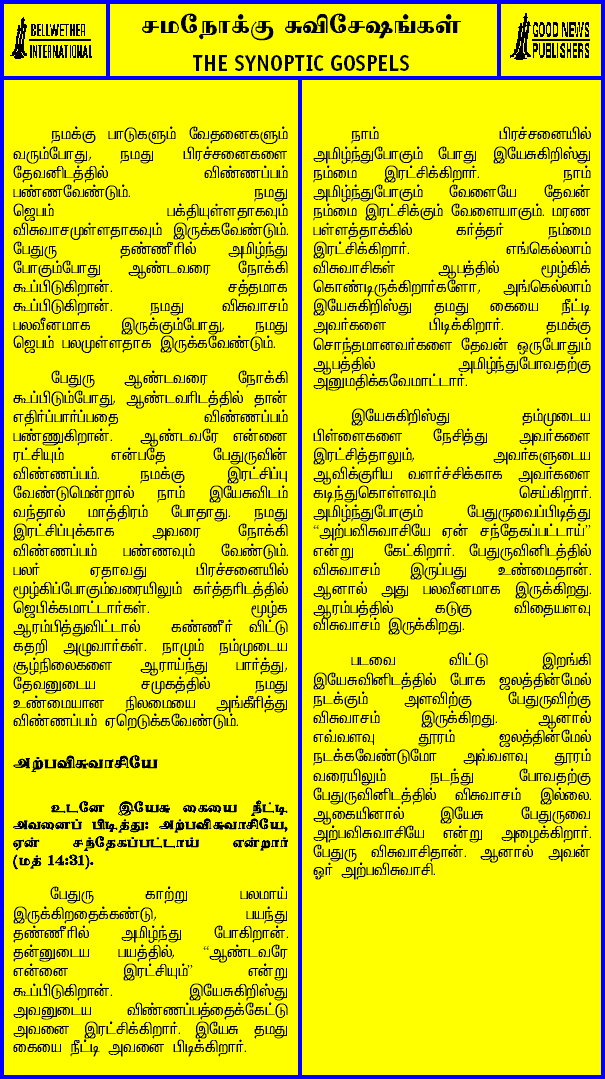 BELLWETHER
INTERNATIONAL
சமநோக்கு சுவிசேஷங்கள்
THE SYNOPTIC GOSPELS
GOOD NEWS
PUBLISHERS
நமக்கு பாடுகளும் வேதனைகளும்
வரும்போது, நமது பிரச்சனைகளை
தேவனிடத்தில் விண்ணப்பம்
பண்ணவேண்டும். நமது
ஜெபம் பக்தியுள்ளதாகவும்
விசுவாசமுள்ளதாகவும் இருக்கவேண்டும்.
பேதுரு தண்ணீரில் அமிழ்ந்து
போகும்போது ஆண்டவரை நோக்கி
கூப்பிடுகிறான். சத்தமாக
கூப்பிடுகிறான். நமது விசுவாசம்
பலவீனமாக இருக்கும்போது, நமது
ஜெபம் பலமுள்ளதாக இருக்கவேண்டும்.
பேதுரு ஆண்டவரை நோக்கி
கூப்பிடும்போது, ஆண்டவரிடத்தில் தான்
எதிர்ப்பார்ப்பதை விண்ணப்பம்
பண்ணுகிறான். ஆண்டவரே என்னை
ரட்சியும் என்பதே பேதுருவின்
விண்ணப்பம். நமக்கு இரட்சிப்பு
வேண்டுமென்றால் நாம் இயேசுவிடம்
வந்தால் மாத்திரம் போதாது. நமது
இரட்சிப்புக்காக அவரை நோக்கி
விண்ணப்பம் பண்ணவும் வேண்டும்.
பலர் ஏதாவது பிரச்சனையில்
மூழ்கிப்போகும்வரையிலும் கர்த்தரிடத்தில்
ஜெபிக்கமாட்டார்கள். மூழ்க
ஆரம்பித்துவிட்டால் கண்ணீர் விட்டு
கதறி அழுவார்கள். நாமும் நம்முடைய
சூழ்நிலைகளை ஆராய்ந்து பார்த்து,
தேவனுடைய சமுகத்தில் நமது
உண்மையான நிலமையை அங்கீரித்து
விண்ணப்பம் ஏறெடுக்கவேண்டும்.
அற்பவிசுவாசியே
உடனே இயேசு கையை நீட்டி
அவனைப் பிடித்து: அற்பவிசுவாசியே,
ஏன் சந்தேகப்பட்டாய் என்றார்
(மத் 14:31).
பேதுரு காற்று பலமாய்
இருக்கிறதைக்கண்டு, பயந்து
தண்ணீரில் அமிழ்ந்து போகிறான்.
தன்னுடைய பயத்தில், “ஆண்டவரே
என்னை இரட்சியும்” என்று
கூப்பிடுகிறான். இயேசுகிறிஸ்து
அவனுடைய விண்ணப்பத்தைக்கேட்டு
அவனை இரட்சிக்கிறார். இயேசு தமது
கையை நீட்டி அவனை பிடிக்கிறார்.
நாம் பிரச்சனையில்
அமிழ்ந்துபோகும் போது இயேசுகிறிஸ்து
நம்மை இரட்சிக்கிறார். நாம்
அமிழ்ந்துபோகும் வேளையே தேவன்
நம்மை இரட்சிக்கும் வேளையாகும். மரண
பள்ளத்தாக்கில் கர்த்தர் நம்மை
இரட்சிக்கிறார். எங்கெல்லாம்
விசுவாசிகள் ஆபத்தில் மூழ்கிக்
கொண்டிருக்கிறார்களோ, அங்கெல்லாம்
இயேசுகிறிஸ்து தமது கையை நீட்டி
அவர்களை பிடிக்கிறார். தமக்கு
சொந்தமானவர்களை தேவன் ஒருபோதும்
ஆபத்தில் அமிழ்ந்துபோவதற்கு
அனுமதிக்கவேமாட்டார்.
இயேசுகிறிஸ்து தம்முடைய
பிள்ளைகளை நேசித்து அவர்களை
இரட்சித்தாலும், அவர்களுடைய
ஆவிக்குரிய வளர்ச்சிக்காக அவர்களை
கடிந்துகொள்ளவும் செய்கிறார்.
அமிழ்ந்துபோகும் பேதுருவைப்பிடித்து
“அற்பவிசுவாசியே ஏன் சந்தேகப்பட்டாய்”
என்று கேட்கிறார். பேதுருவினிடத்தில்
விசுவாசம் இருப்பது உண்மைதான்.
ஆனால் அது பலவீனமாக இருக்கிறது.
ஆரம்பத்தில் கடுகு விதையளவு
விசுவாசம் இருக்கிறது.
படவை விட்டு இறங்கி
இயேசுவினிடத்தில் போக ஜலத்தின்மேல்
நடக்கும் அளவிற்கு பேதுருவிற்கு
விசுவாசம் இருக்கிறது. ஆனால்
எவ்வளவு தூரம் ஜலத்தின்மேல்
நடக்கவேண்டுமோ அவ்வளவு தூரம்
வரையிலும் நடந்து போவதற்கு
பேதுருவினிடத்தில் விசுவாசம் இல்லை.
ஆகையினால் இயேசு பேதுருவை
அற்பவிசுவாசியே என்று அழைக்கிறார்.
பேதுரு விசுவாசிதான். ஆனால் அவன்
ஓர் அற்பவிசுவாசி.